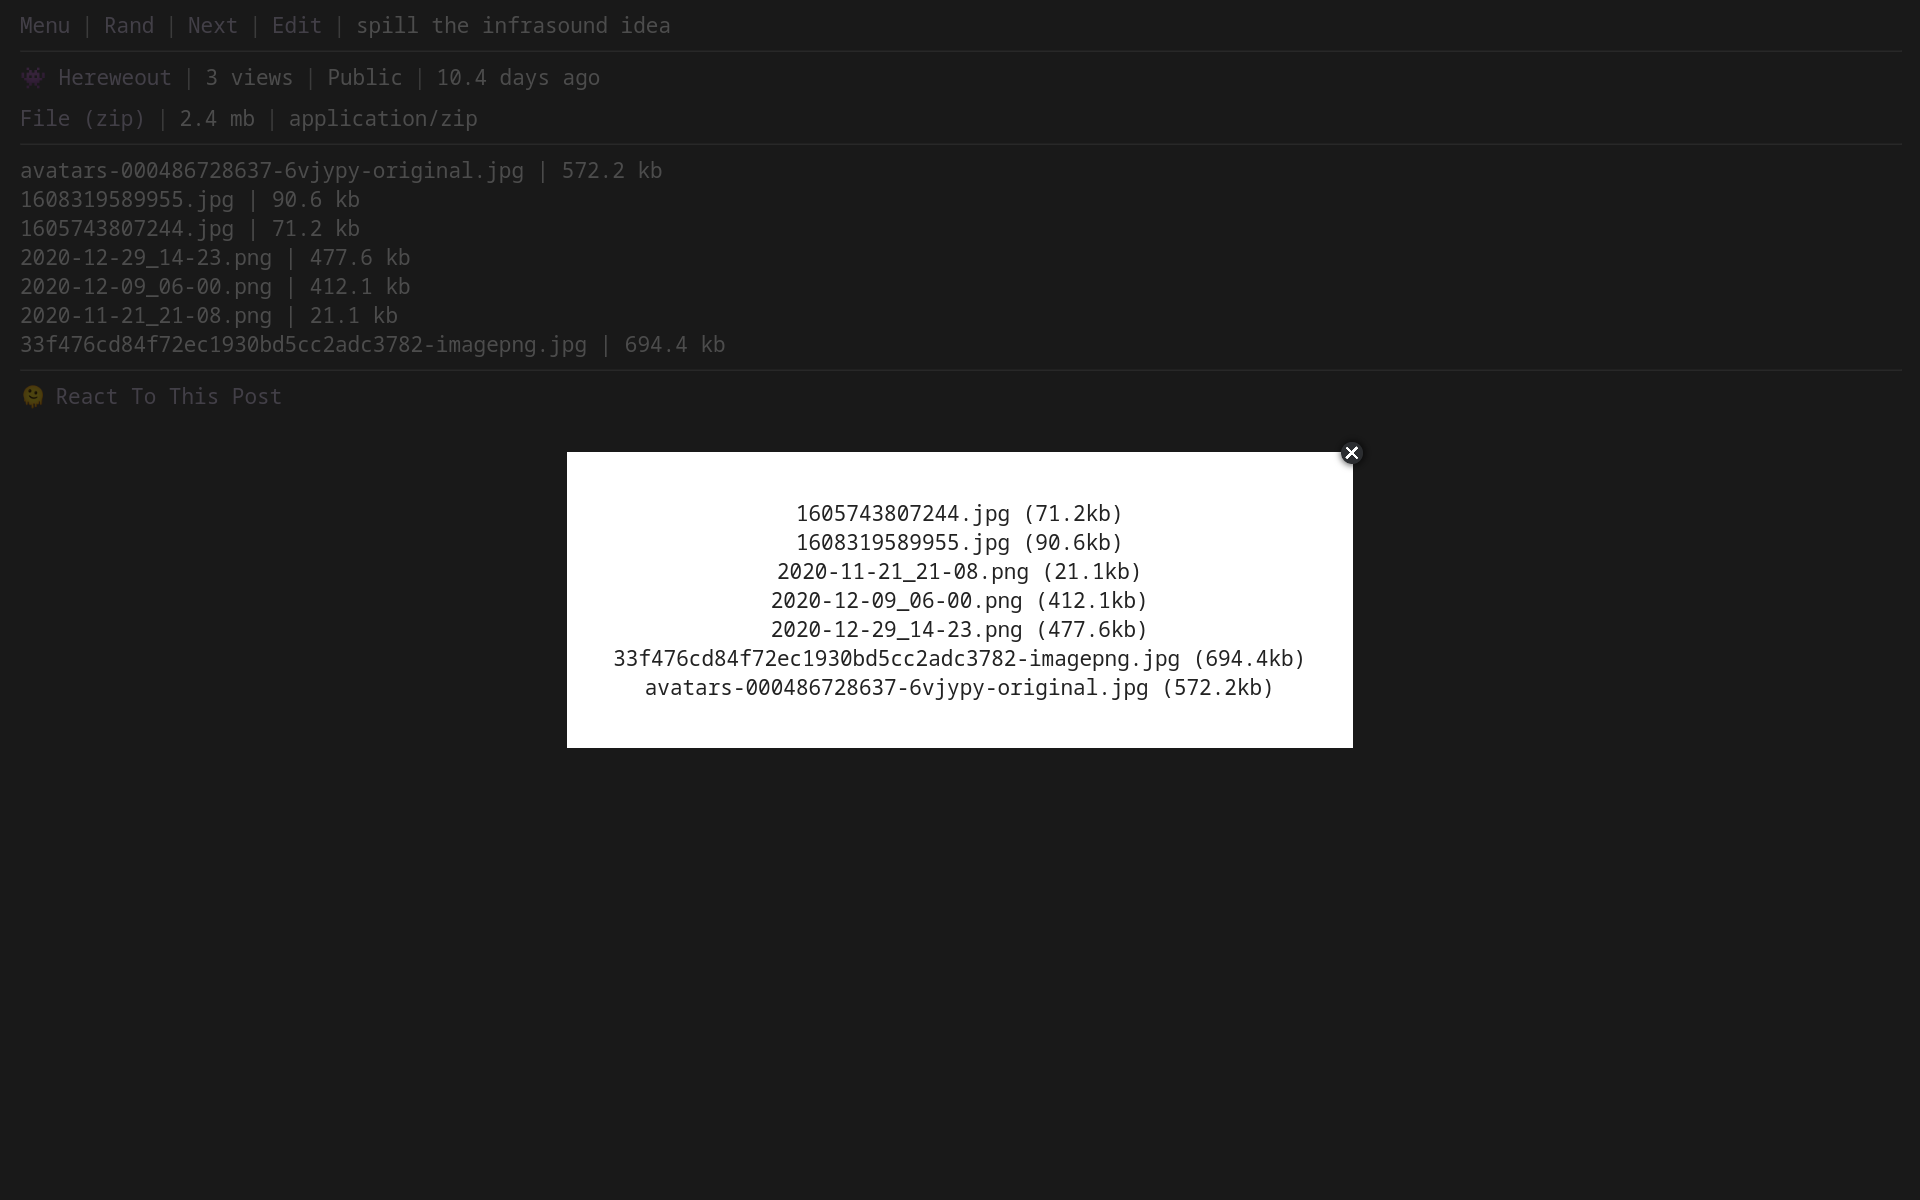 Menu | Rand | Next | Edit | spill the infrasound idea
Hereweout | 3 views | Public | 10.4 days ago
File (zip) | 2.4 mb | application/zip
avatars-000486728637-6vjypy-original.jpg | 572.2 kb
1608319589955.jpg | 90.6 kb
1605743807244.jpg | 71.2 kb
2020-12-29_14-23.png | 477.6 kb
2020-12-09_06-00.png | 412.1 kb
2020-11-21_21-08.png | 21.1 kb
33f476cd84f72ec1930bd5cc2adc3782-imagepng.jpg | 694.4 kb
React To This Post
1605743807244.jpg (71.2kb)
1608319589955.jpg (90.6kb)
2020-11-21_21-08.png (21.1kb)
2020-12-09_06-00.png (412.1kb)
2020-12-29_14-23.png (477.6kb)
33f476cd84f72ec1930bd5cc2adc3782-imagepng.jpg (694.4kb)
avatars-000486728637-6vjypy-original.jpg (572.2kb)